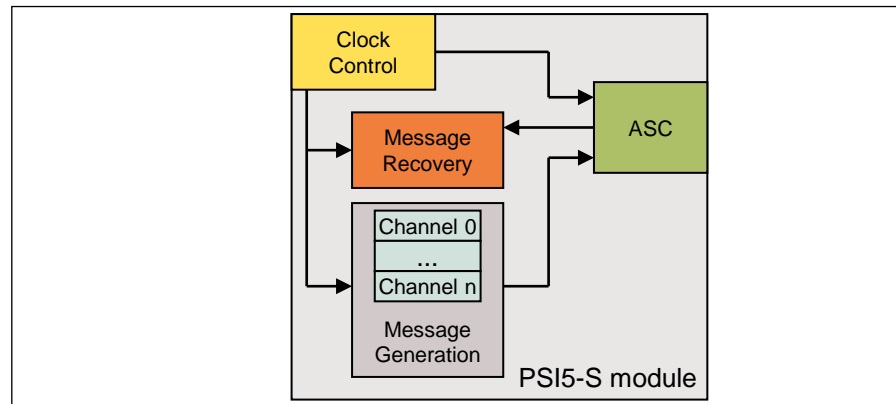 Clock
Control
ASC
Message
Recovery
Channel 0
...
Channel n
Message
Generation
PSI5-S module